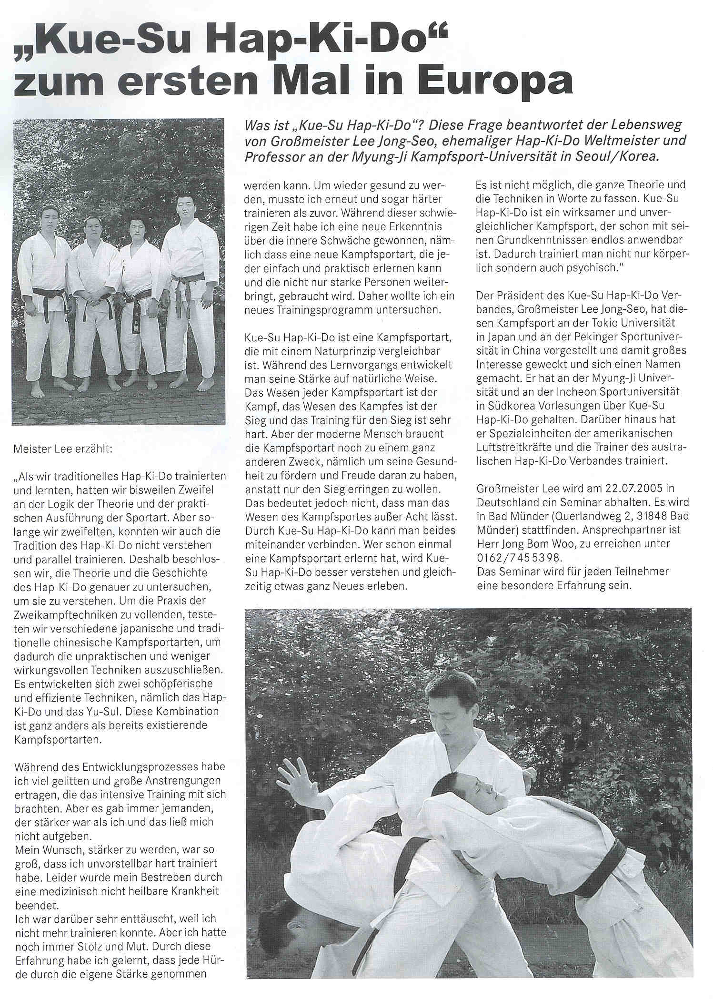 „Kue-Su Hap-Ki-Do“
zum ersten Mal in Europa
Was ist „Kue-Su Hap-Ki-Do“? Diese Frage beantwortet der Lebensweg
von Großmeister Lee Jong-Seo, ehemaliger Hap-Ki-Do Weltmeister und
Professor an der Myung-Ji Kampfsport-Universität in Seoul/Korea.
Meister Lee erzählt:
„Als wir traditionelles Hap-Ki-Do trainierten
und lernten, hatten wir bisweilen Zweifel
an der Logik der Theorie und der prakti-
schen Ausführung der Sportart. Aber so-
lange wir zweifelten, konnten wir auch die
Tradition des Hap-Ki-Do nicht verstehen
und parallel trainieren. Deshalb beschlos-
sen wir, die Theorie und die Geschichte
des Hap-Ki-Do genauer zu untersuchen,
um sie zu verstehen. Um die Praxis der
Zweikampftechniken zu vollenden, teste-
ten wir verschiedene japanische und tradi-
tionelle chinesische Kampfsportarten, um
dadurch die unpraktischen und weniger
wirkungsvollen Techniken auszuschließen.
Es entwickelten sich zwei schöpferische
und effiziente Techniken, nämlich das Hap-
Ki-Do und das Yu-Sul. Diese Kombination
ist ganz anders als bereits existierende
Kampfsportarten.
Während des Entwicklungsprozesses habe
ich viel gelitten und große Anstrengungen
ertragen, die das intensive Training mit sich
brachten. Aber es gab immer jemanden,
der stärker war als ich und das ließ mich
nicht aufgeben.
Mein Wunsch, stärker zu werden, war so
groß, dass ich unvorstellbar hart trainiert
habe. Leider wurde mein Bestreben durch
eine medizinisch nicht heilbare Krankheit
beendet.
Ich war darüber sehr enttäuscht, weil ich
nicht mehr trainieren konnte. Aber ich hatte
noch immer Stolz und Mut. Durch diese
Erfahrung habe ich gelernt, dass jede Hür-
de durch die eigene Stärke genommen
werden kann. Um wieder gesund zu wer-
den, musste ich erneut und sogar härter
trainieren als zuvor. Während dieser schwie-
rigen Zeit habe ich eine neue Erkenntnis
über die innere Schwäche gewonnen, näm-
lich dass eine neue Kampfsportart, die je-
der einfach und praktisch erlernen kann
und die nicht nur starke Personen weiter-
bringt, gebraucht wird. Daher wollte ich ein
neues Trainingsprogramm untersuchen.
Kue-Su Hap-Ki-Do ist eine Kampfsportart,
die mit einem Naturprinzip vergleichbar
ist. Während des Lernvorgangs entwickelt
man seine Stärke auf natürliche Weise.
Das Wesen jeder Kampfsportart ist der
Kampf, das Wesen des Kampfes ist der
Sieg und das Training für den Sieg ist sehr
hart. Aber der moderne Mensch braucht
die Kampfsportart noch zu einem ganz
anderen Zweck, nämlich um seine Gesund-
heit zu fördern und Freude daran zu haben,
anstatt nur den Sieg erringen zu wollen.
Das bedeutet jedoch nicht, dass man das
Wesen des Kampfsportes außer Acht lässt.
Durch Kue-Su Hap-Ki-Do kann man beides
miteinander verbinden. Wer schon einmal
eine Kampfsportart erlernt hat, wird Kue-
Su Hap-Ki-Do besser verstehen und gleich-
zeitig etwas ganz Neues erleben.
Es ist nicht möglich, die ganze Theorie und
die Techniken in Worte zu fassen. Kue-Su
Hap-Ki-Do ist ein wirksamer und unver-
gleichlicher Kampfsport, der schon mit sei-
nen Grundkenntnissen endlos anwendbar
ist. Dadurch trainiert man nicht nur körper-
lich sondern auch psychisch.“
Der Präsident des Kue-Su Hap-Ki-Do Ver-
bandes, Großmeister Lee Jong-Seo, hat die-
sen Kampfsport an der Tokio Universität
in Japan und an der Pekinger Sportuniver-
sität in China vorgestellt und damit großes
Interesse geweckt und sich einen Namen
gemacht. Er hat an der Myung-Ji Univer-
sität und an der Incheon Sportuniversität
in Südkorea Vorlesungen über Kue-Su
Hap-Ki-Do gehalten. Darüber hinaus hat
er Spezialeinheiten der amerikanischen
Luftstreitkräfte und die Trainer des austra-
lischen Hap-Ki-Do Verbandes trainiert.
Großmeister Lee wird am 22.07.2005 in
Deutschland ein Seminar abhalten. Es wird
in Bad Münder (Querlandweg 2, 31848 Bad
Münder) stattfinden. Ansprechpartner ist
Herr Jong Bom Woo, zu erreichen unter
0162/7455398.
Das Seminar wird für jeden Teilnehmer
eine besondere Erfahrung sein.